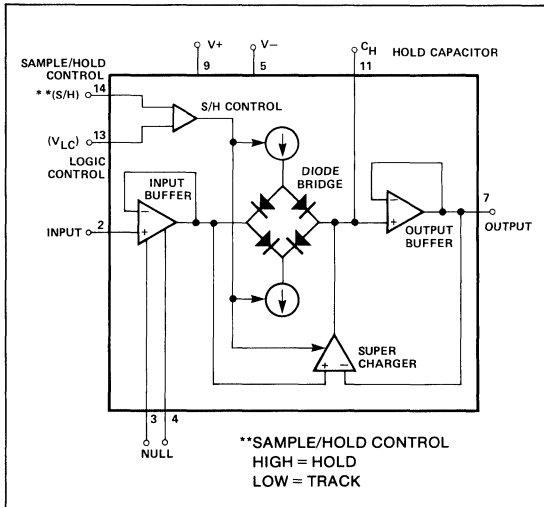 V+
V−
CH
HOLD CAPACITOR
9
5
11
SAMPLE/HOLD
CONTROL
14
**(S/H)
S/H CONTROL
13
(VLC)
LOGIC
CONTROL
DIODE
BRIDGE
INPUT
BUFFER
7
−
−
2
INPUT
+
+
OUTPUT
BUFFER
OUTPUT
SUPER
CHARGER
+ −
3
4
NULL
**SAMPLE/HOLD CONTROL
HIGH = HOLD
LOW = TRACK